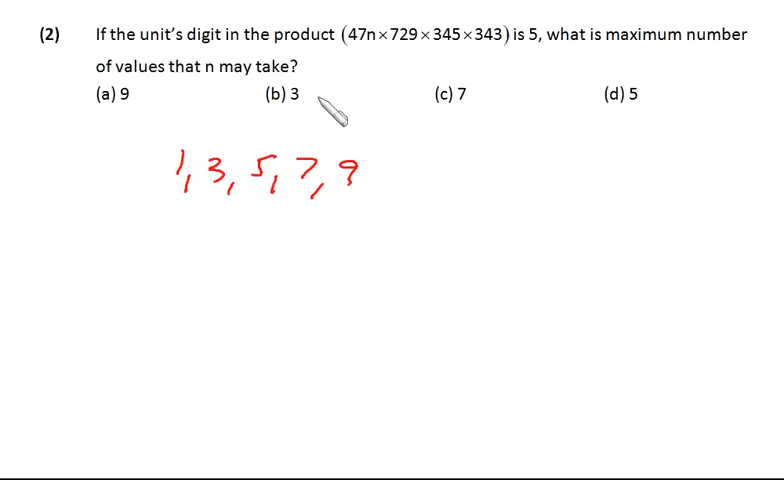 (2) If the unit's digit in the product (47n×729×345×343) is 5, what is maximum number
of values that n may take?
(a) 9 (b) 3 (c) 7 (d) 5
1, 3, 5, 7, 9